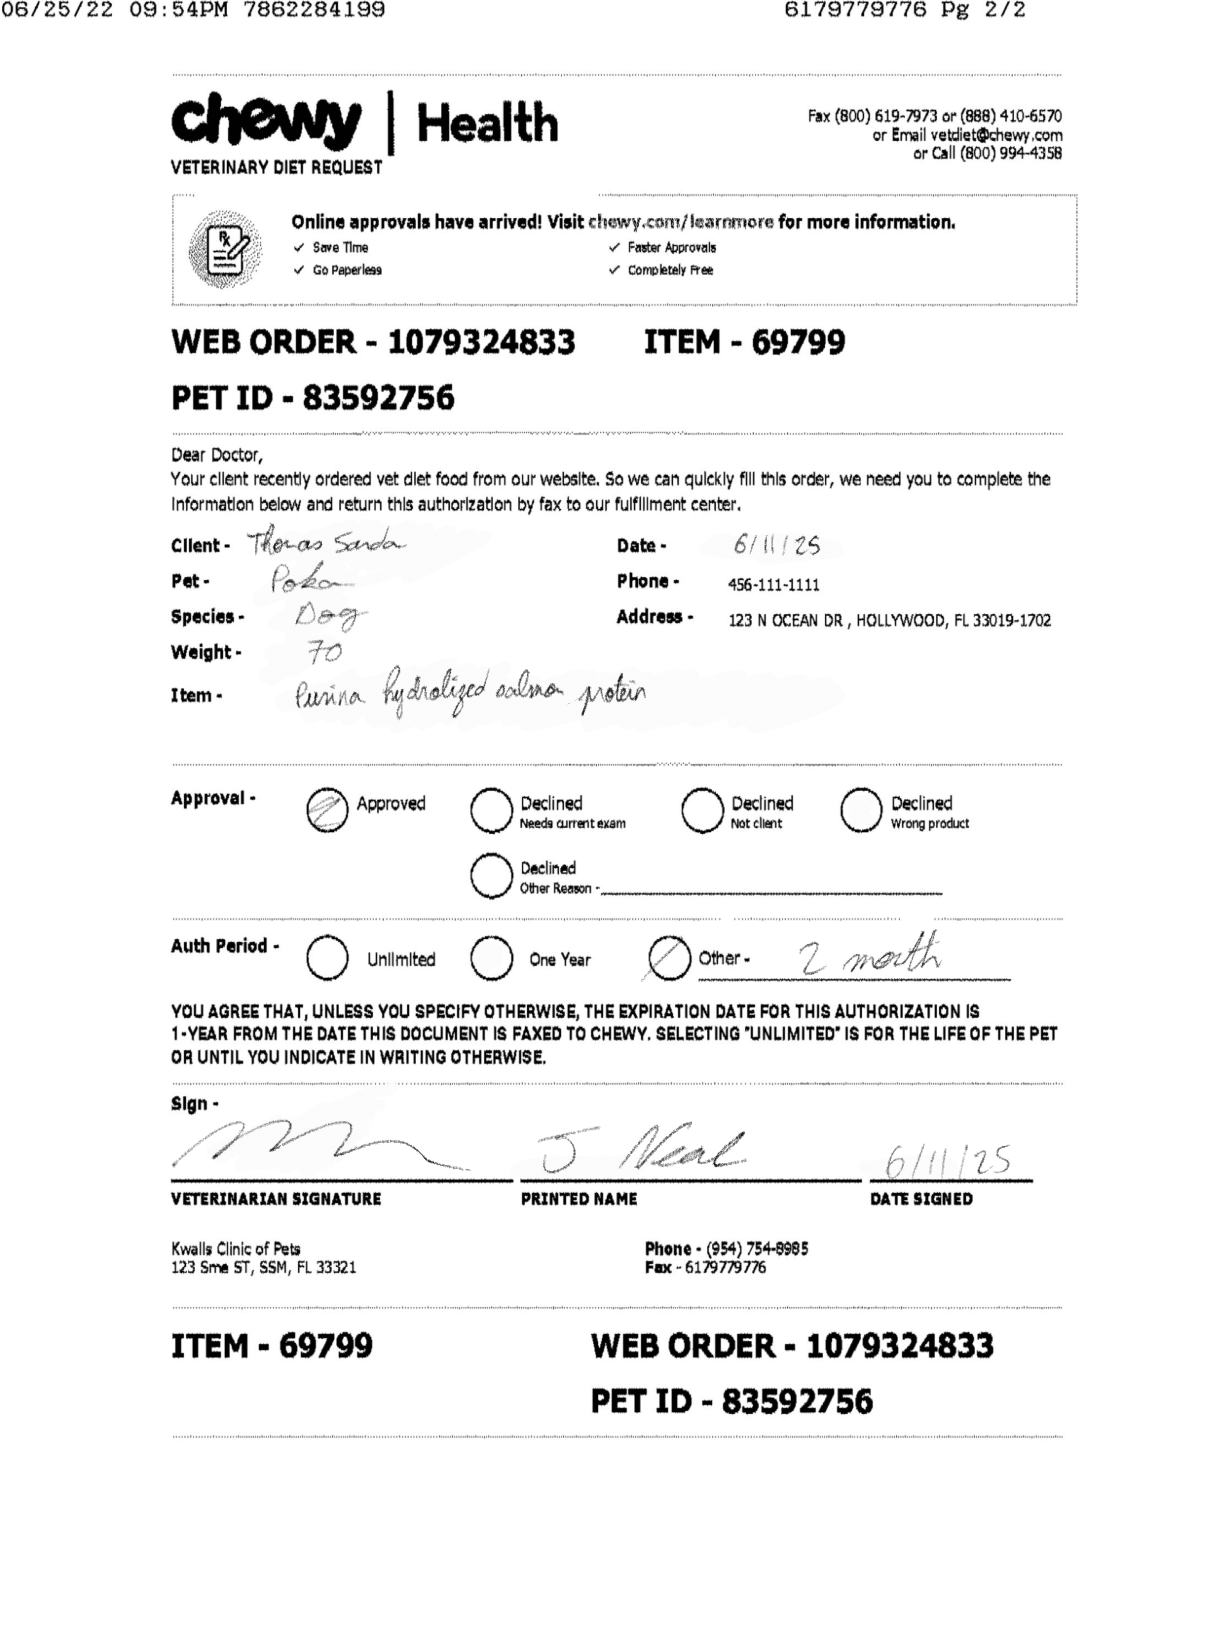 06/25/22 09:54PM 7862284199 6179779776 Pg 2/2
chewy | Health
VETERINARY DIET REQUEST
Fax (800) 619-7973 or (888) 410-6570
or Email vetdiet@chewy.com
or Call (800) 994-4358
Online approvals have arrived! Visit chewy.com/learnmore for more information.
✓ Save Time ✓ Faster Approvals
✓ Go Paperless ✓ Completely Free
WEB ORDER - 1079324833 ITEM - 69799
PET ID - 83592756
Dear Doctor,
Your client recently ordered vet diet food from our website. So we can quickly fill this order, we need you to complete the
information below and return this authorization by fax to our fulfillment center.
Client - Thomas Sanda Date - 6/11/25
Pet - Poka Phone - 456-111-1111
Species - Dog Address - 123 N OCEAN DR , HOLLYWOOD, FL 33019-1702
Weight - 70
Item - Purina hydrolized salmon protein
Approval - Approved Declined Declined Declined
Needs current exam Not client Wrong product
Declined
Other Reason -
Auth Period - Unlimited One Year Other - 2 month
YOU AGREE THAT, UNLESS YOU SPECIFY OTHERWISE, THE EXPIRATION DATE FOR THIS AUTHORIZATION IS
1-YEAR FROM THE DATE THIS DOCUMENT IS FAXED TO CHEWY. SELECTING "UNLIMITED" IS FOR THE LIFE OF THE PET
OR UNTIL YOU INDICATE IN WRITING OTHERWISE.
Sign -
J Neal 6/11/25
VETERINARIAN SIGNATURE PRINTED NAME DATE SIGNED
Kwalls Clinic of Pets Phone - (954) 754-8985
123 Sme ST, SSM, FL 33321 Fax - 6179779776
ITEM - 69799 WEB ORDER - 1079324833
PET ID - 83592756